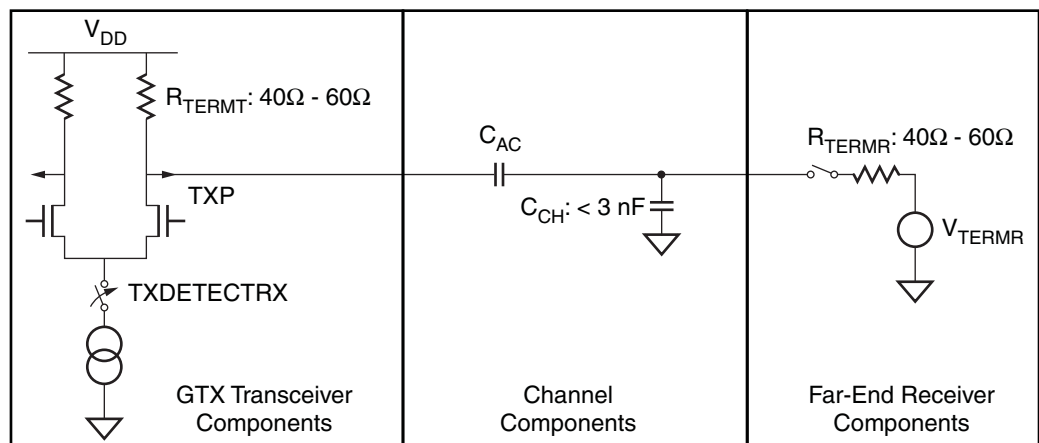 V_DD
R_TERMT: 40Ω - 60Ω
TXP
TXDETECTRX
GTX Transceiver
Components
C_AC
C_CH: < 3 nF
Channel
Components
R_TERMR: 40Ω - 60Ω
V_TERMR
Far-End Receiver
Components